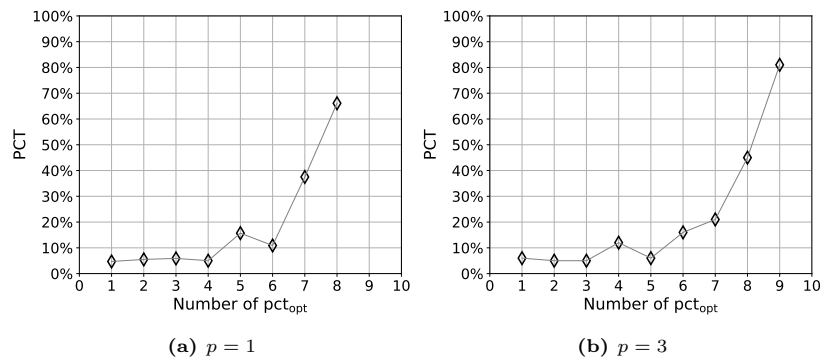 100%
90%
80%
70%
60%
50%
40%
30%
20%
10%
0%
PCT
0 1 2 3 4 5 6 7 8 9 10
Number of pct_opt
(a) p = 1
100%
90%
80%
70%
60%
50%
40%
30%
20%
10%
0%
PCT
0 1 2 3 4 5 6 7 8 9 10
Number of pct_opt
(b) p = 3